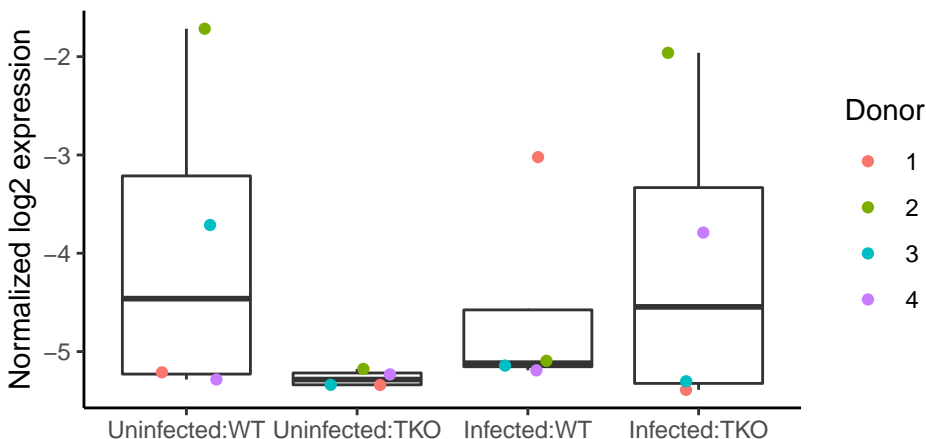 Normalized log2 expression
−2
−3
−4
−5
Uninfected:WT
Uninfected:TKO
Infected:WT
Infected:TKO
Donor
1
2
3
4